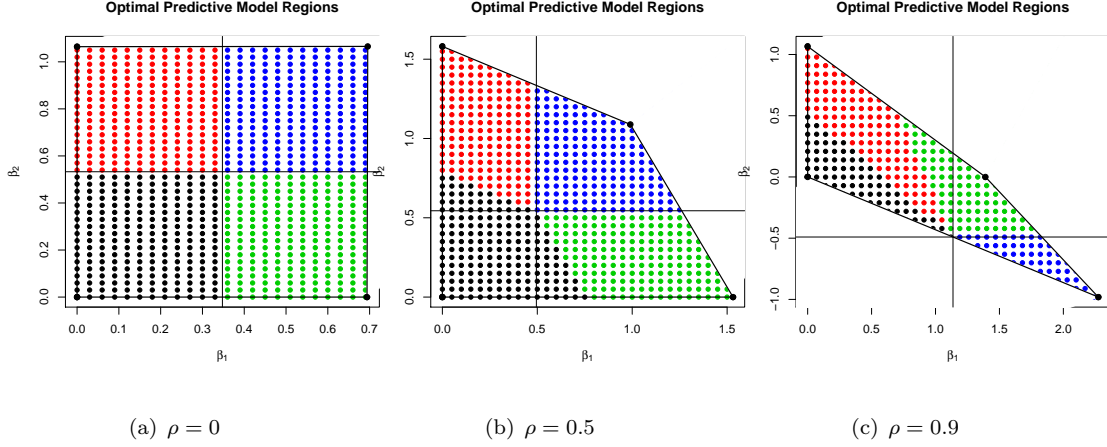 Optimal Predictive Model Regions
Optimal Predictive Model Regions
Optimal Predictive Model Regions
β2
0.0 0.2 0.4 0.6 0.8 1.0
0.0 0.1 0.2 0.3 0.4 0.5 0.6 0.7
β1
β2
0.0 0.5 1.0 1.5
0.0 0.5 1.0 1.5
β1
β2
−1.0 −0.5 0.0 0.5 1.0
0.0 0.5 1.0 1.5 2.0
β1
(a) ρ = 0
(b) ρ = 0.5
(c) ρ = 0.9